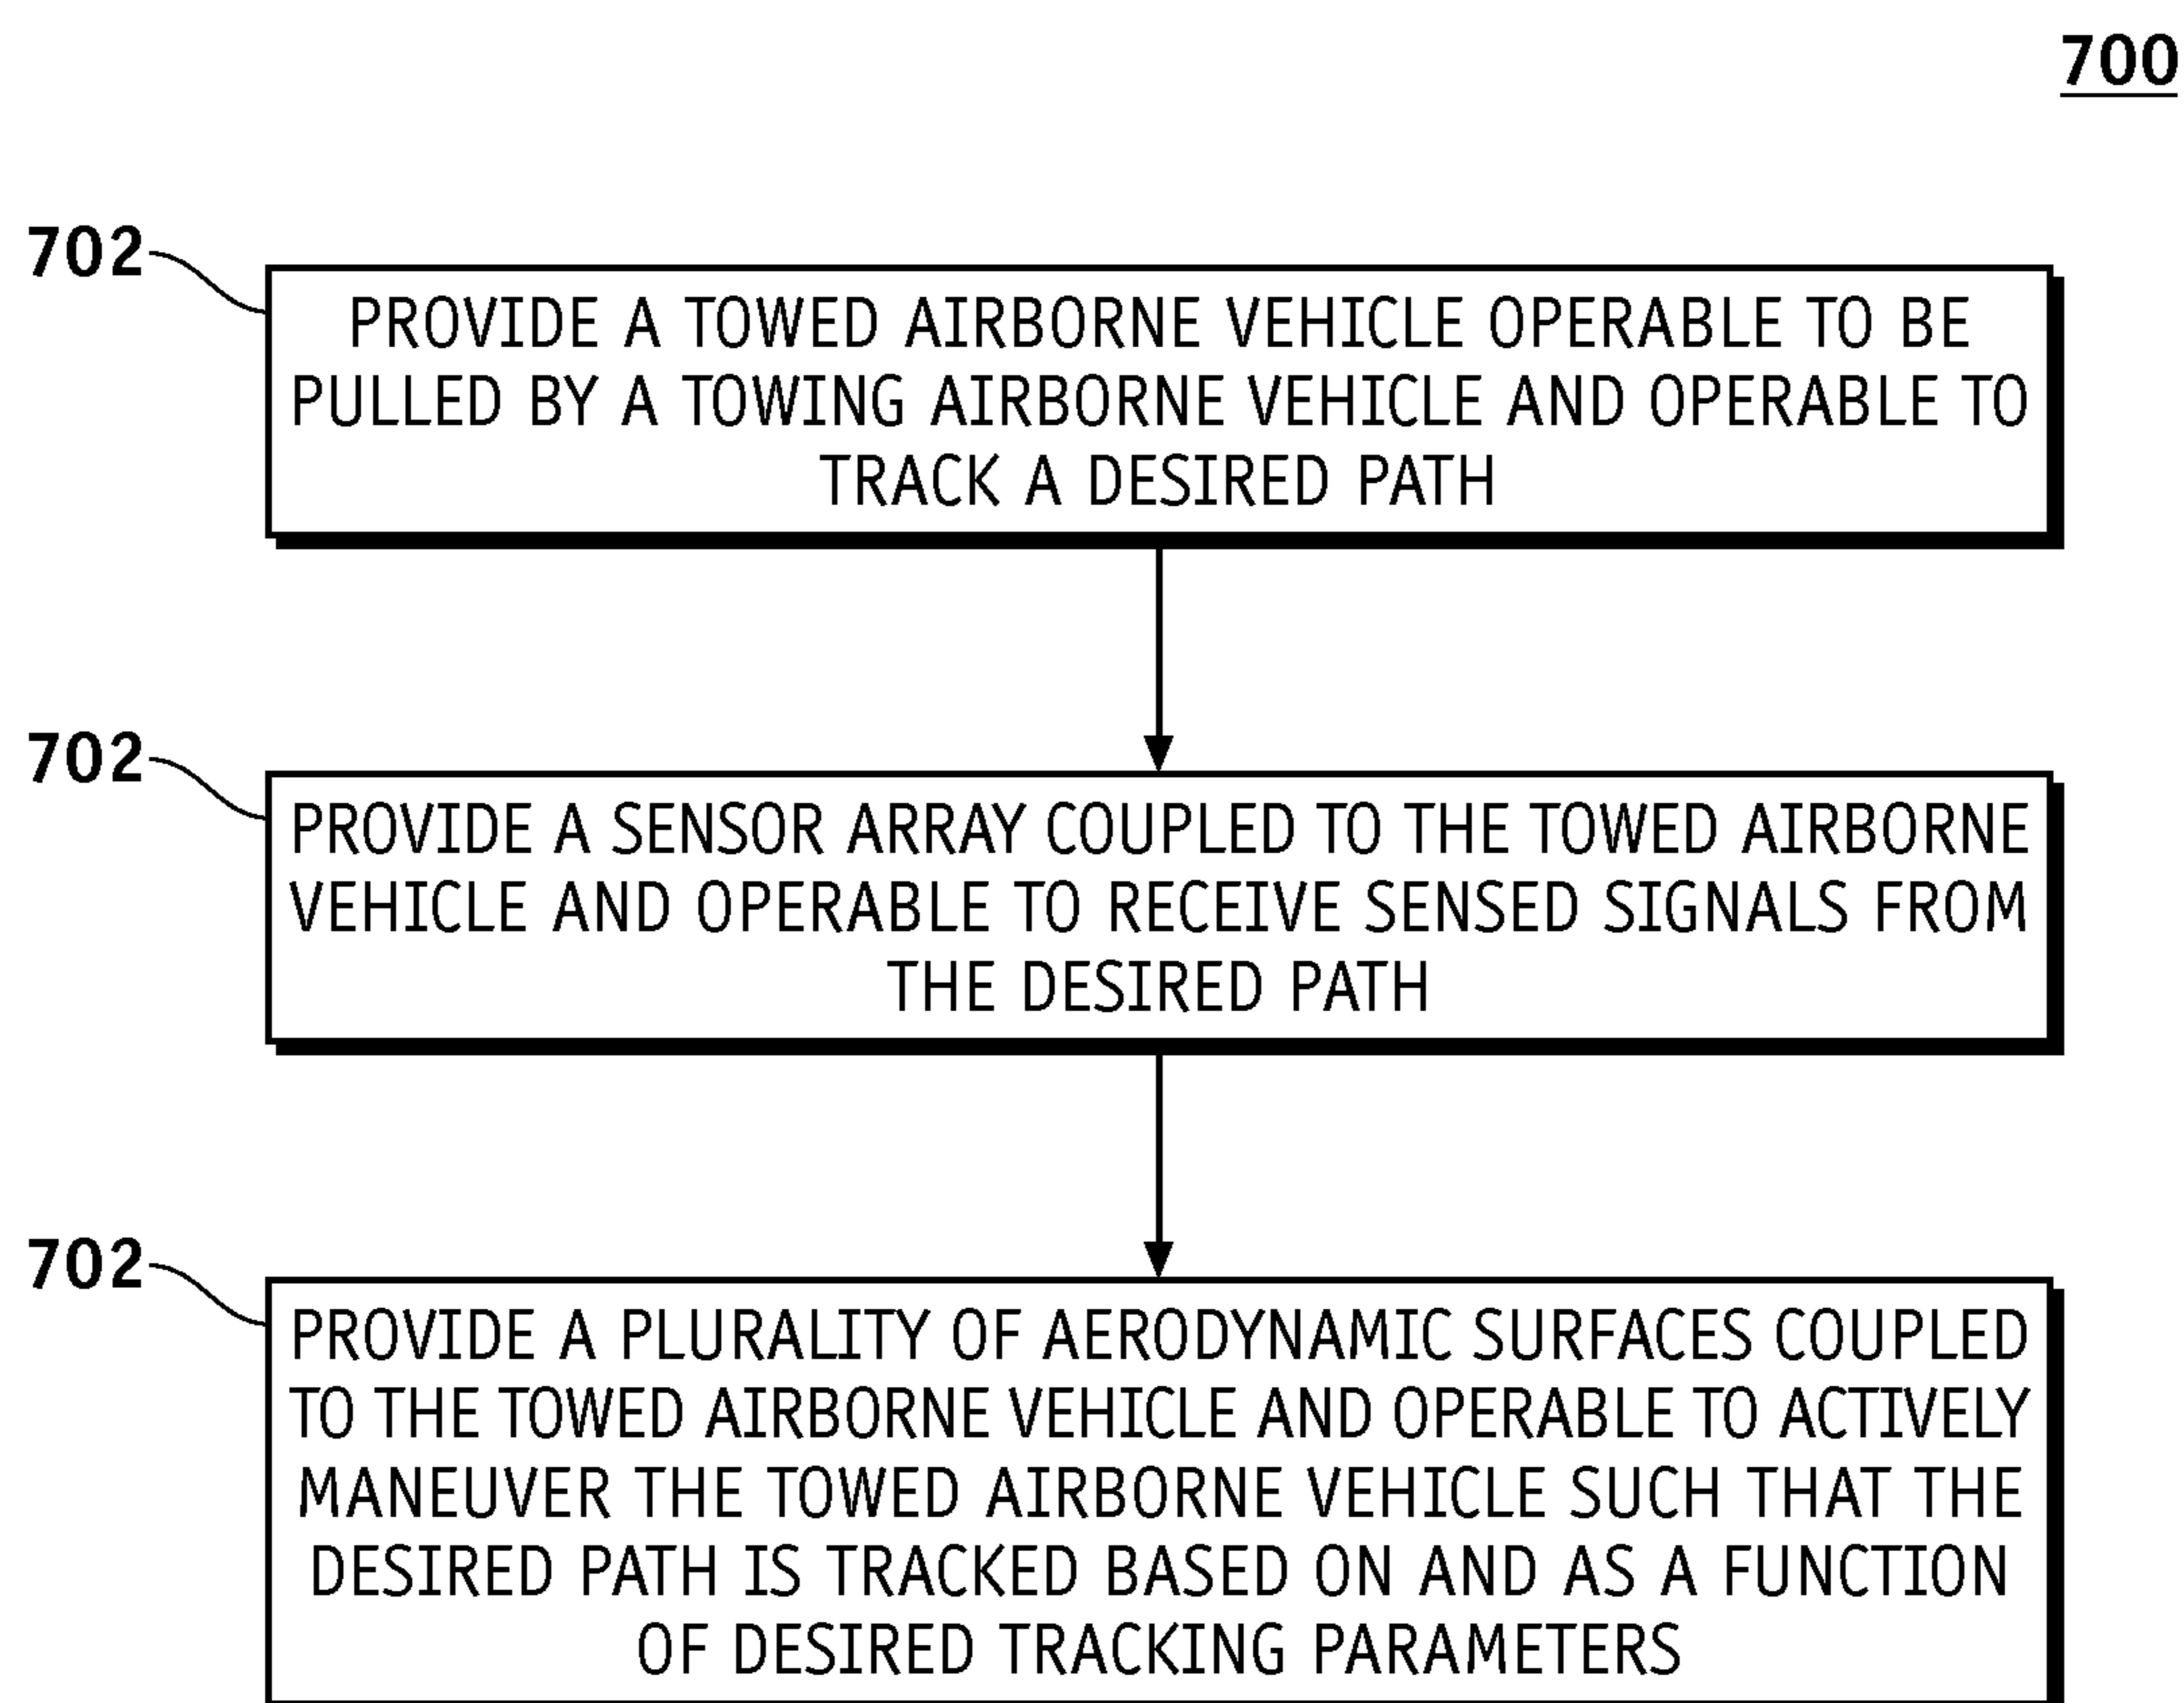 700
702
PROVIDE A TOWED AIRBORNE VEHICLE OPERABLE TO BE
PULLED BY A TOWING AIRBORNE VEHICLE AND OPERABLE TO
TRACK A DESIRED PATH
702
PROVIDE A SENSOR ARRAY COUPLED TO THE TOWED AIRBORNE
VEHICLE AND OPERABLE TO RECEIVE SENSED SIGNALS FROM
THE DESIRED PATH
702
PROVIDE A PLURALITY OF AERODYNAMIC SURFACES COUPLED
TO THE TOWED AIRBORNE VEHICLE AND OPERABLE TO ACTIVELY
MANEUVER THE TOWED AIRBORNE VEHICLE SUCH THAT THE
DESIRED PATH IS TRACKED BASED ON AND AS A FUNCTION
OF DESIRED TRACKING PARAMETERS